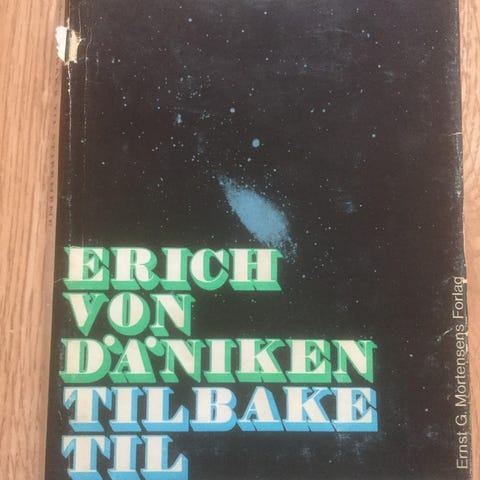 ERICH
VON
DÄNIKEN
TILBAKE
TIL
Ernst G. Mortensens Forlag